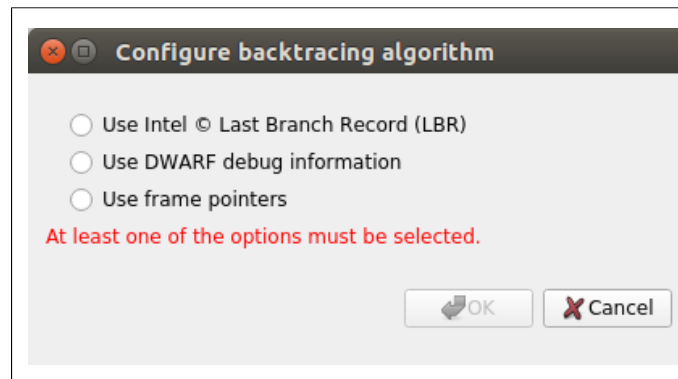 Configure backtracing algorithm
Use Intel © Last Branch Record (LBR)
Use DWARF debug information
Use frame pointers
At least one of the options must be selected.
OK Cancel